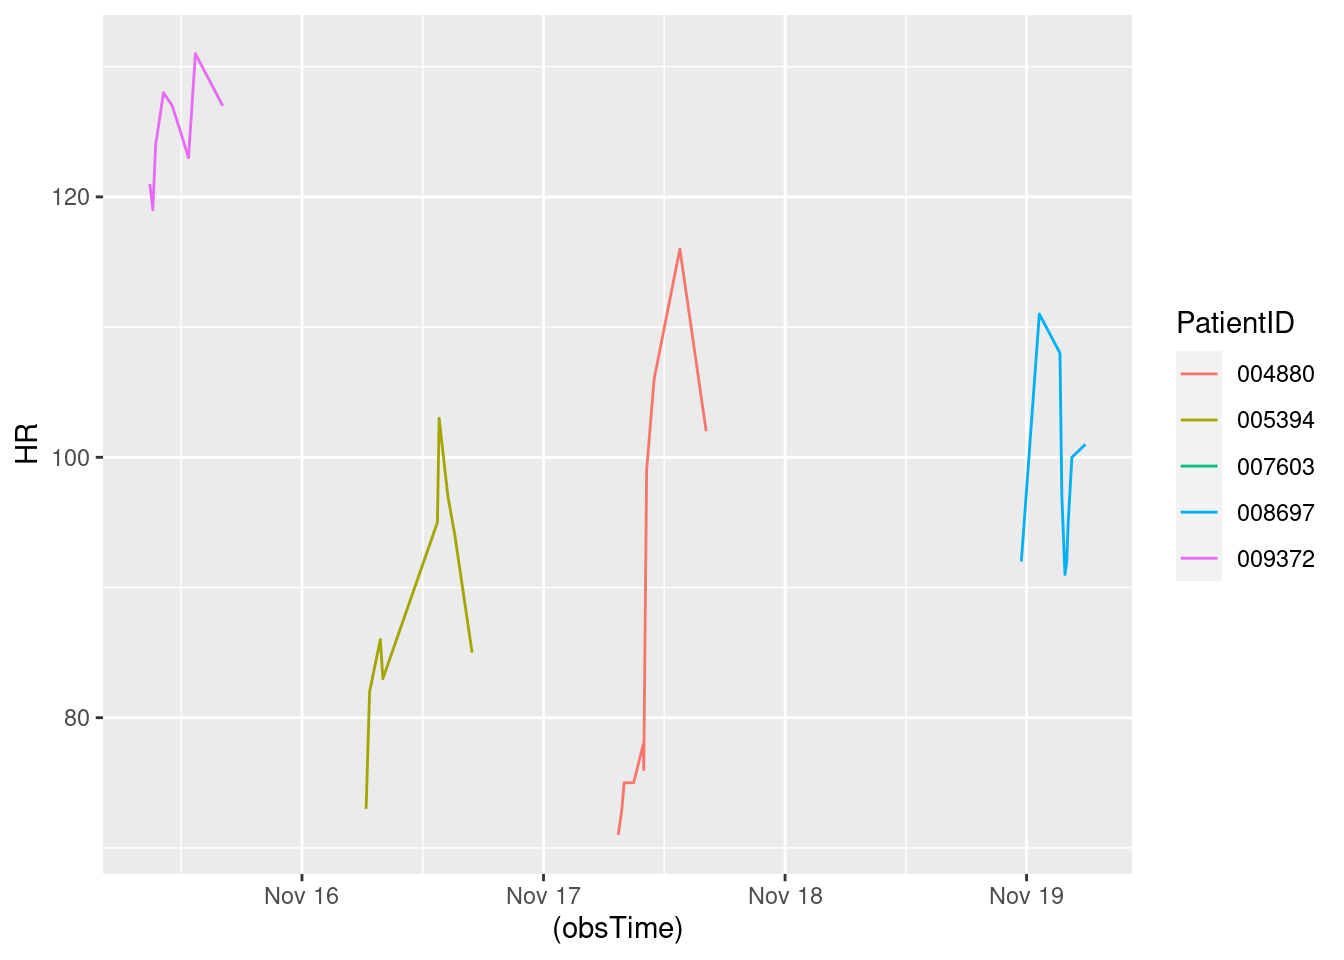 120
100
80
HR
Nov 16
Nov 17
Nov 18
Nov 19
(obsTime)
PatientID
004880
005394
007603
008697
009372